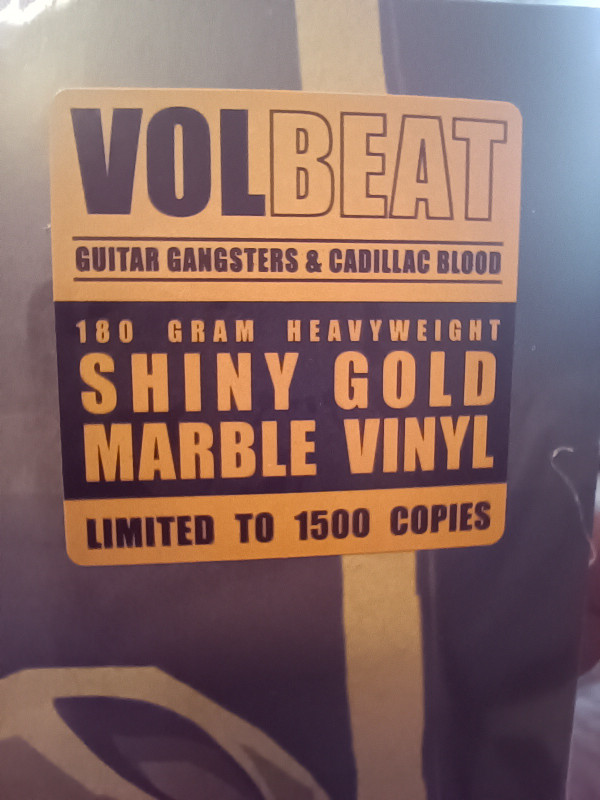 VOLBEAT
GUITAR GANGSTERS & CADILLAC BLOOD
180 GRAM HEAVYWEIGHT
SHINY GOLD
MARBLE VINYL
LIMITED TO 1500 COPIES